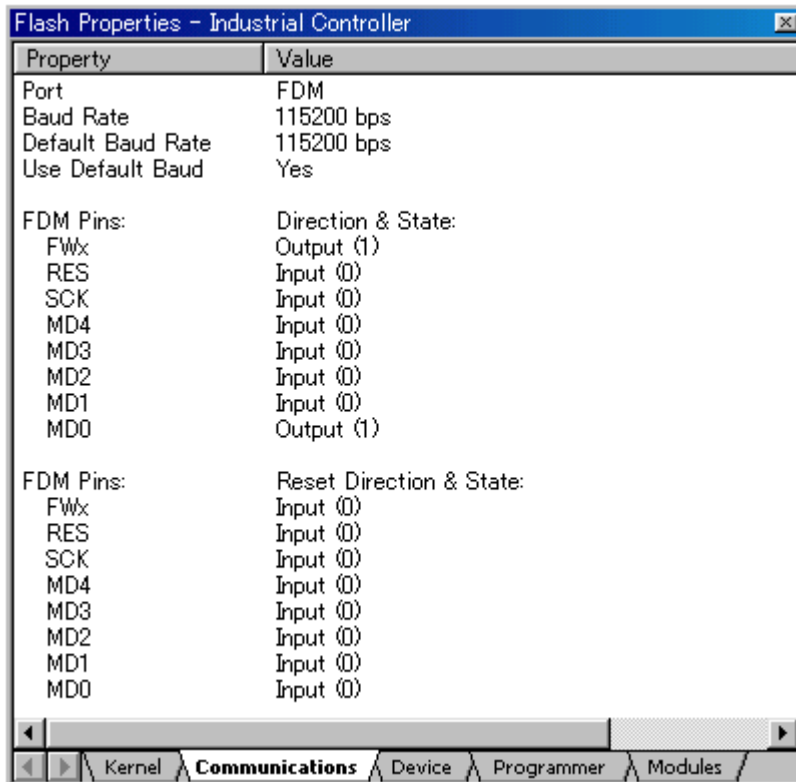 Flash Properties - Industrial Controller
Property Value
Port FDM
Baud Rate 115200 bps
Default Baud Rate 115200 bps
Use Default Baud Yes
FDM Pins: Direction & State:
FWx Output (1)
RES Input (0)
SCK Input (0)
MD4 Input (0)
MD3 Input (0)
MD2 Input (0)
MD1 Input (0)
MD0 Output (1)
FDM Pins: Reset Direction & State:
FWx Input (0)
RES Input (0)
SCK Input (0)
MD4 Input (0)
MD3 Input (0)
MD2 Input (0)
MD1 Input (0)
MD0 Input (0)
Kernel Communications Device Programmer Modules